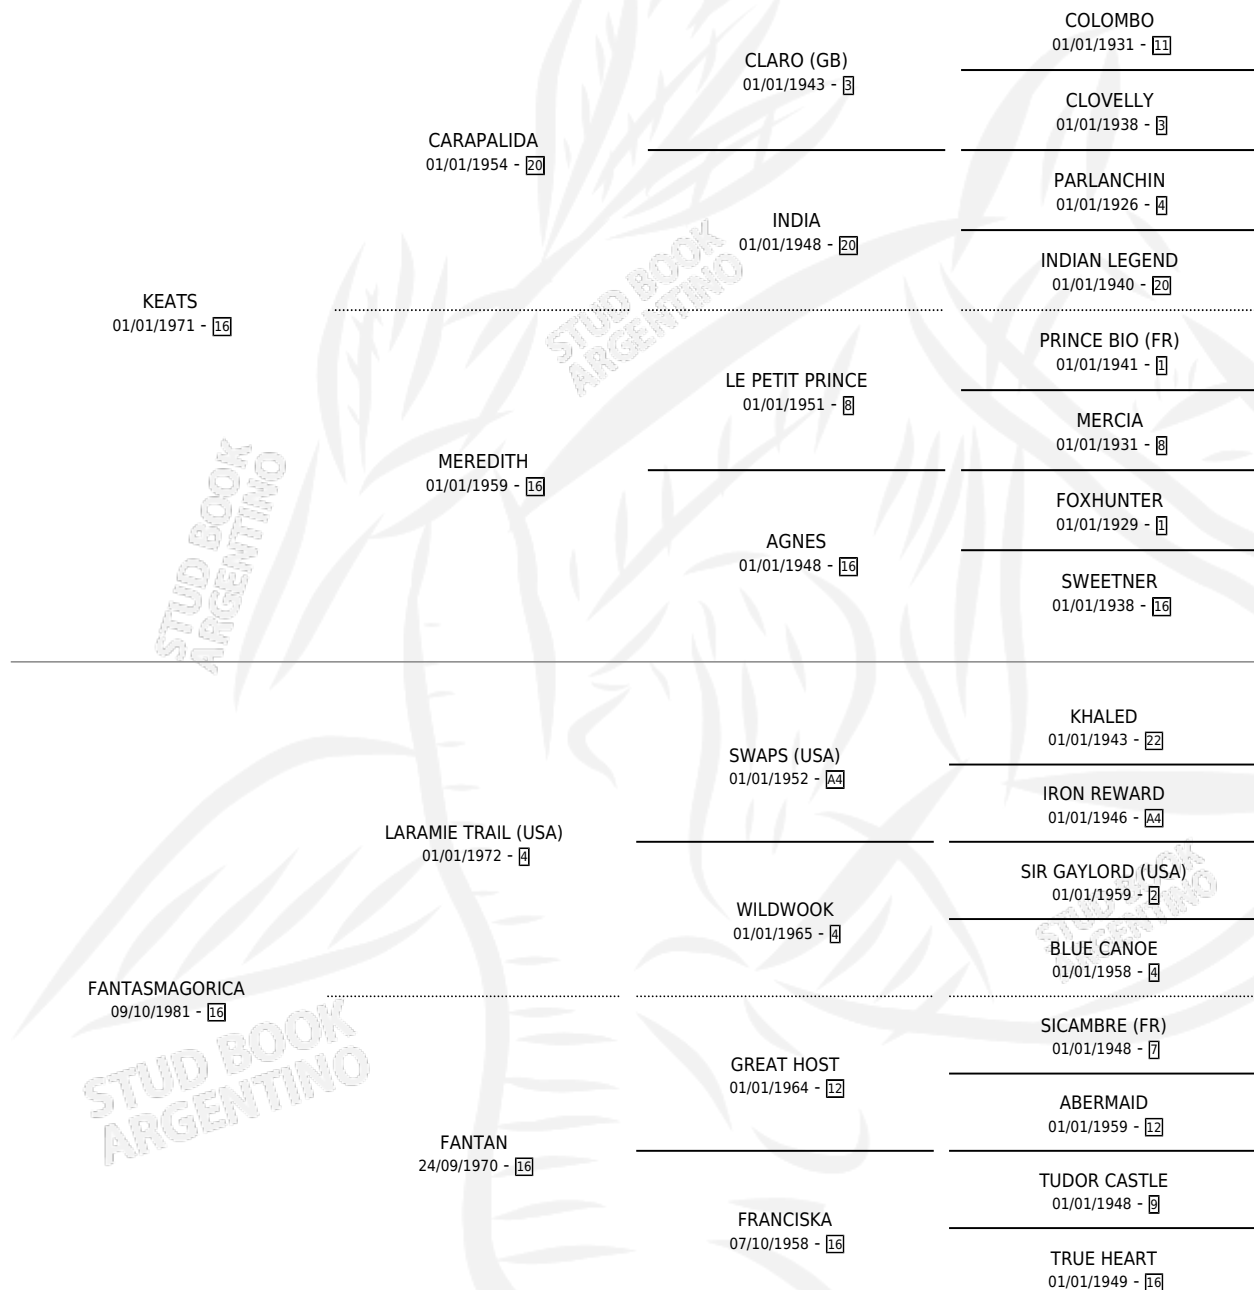 COLOMBO
01/01/1931 - 11
CLARO (GB)
01/01/1943 - 3
CLOVELLY
01/01/1938 - 3
CARAPALIDA
01/01/1954 - 20
PARLANCHIN
01/01/1926 - 4
INDIA
01/01/1948 - 20
INDIAN LEGEND
01/01/1940 - 20
KEATS
01/01/1971 - 16
PRINCE BIO (FR)
01/01/1941 - 1
LE PETIT PRINCE
01/01/1951 - 8
MERCIA
01/01/1931 - 8
MEREDITH
01/01/1959 - 16
FOXHUNTER
01/01/1929 - 1
AGNES
01/01/1948 - 16
SWEETNER
01/01/1938 - 16
KHALED
01/01/1943 - 22
SWAPS (USA)
01/01/1952 - A4
IRON REWARD
01/01/1946 - A4
LARAMIE TRAIL (USA)
01/01/1972 - 4
SIR GAYLORD (USA)
01/01/1959 - 2
WILDWOOK
01/01/1965 - 4
BLUE CANOE
01/01/1958 - 4
FANTASMAGORICA
09/10/1981 - 16
SICAMBRE (FR)
01/01/1948 - 7
GREAT HOST
01/01/1964 - 12
ABERMAID
01/01/1959 - 12
FANTAN
24/09/1970 - 16
TUDOR CASTLE
01/01/1948 - 9
FRANCISKA
07/10/1958 - 16
TRUE HEART
01/01/1949 - 16
STUD BOOK
ARGENTINO
STUD BOOK
ARGENTINO
STUD BOOK
ARGENTINO
STUD BOOK
ARGENTINO